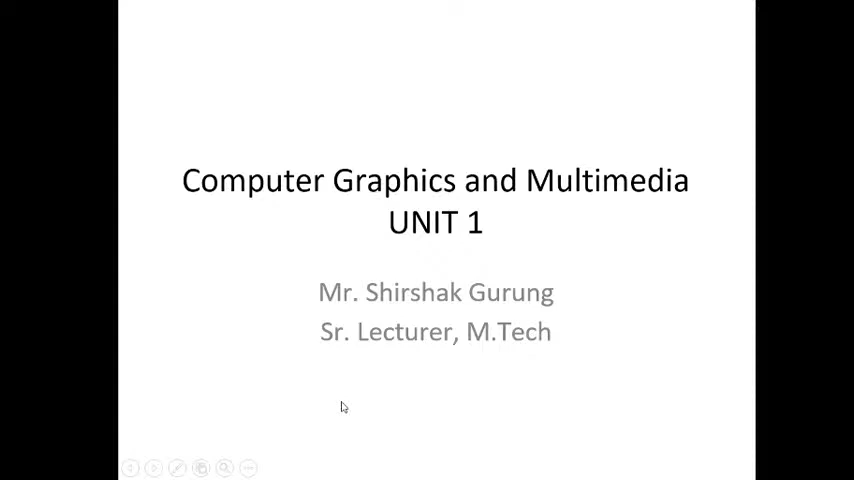 Computer Graphics and Multimedia
UNIT 1
Mr. Shirshak Gurung
Sr. Lecturer, M.Tech